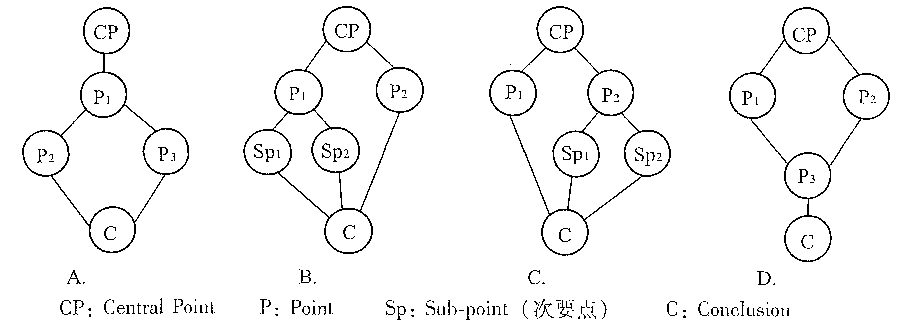 CP CP CP CP
P1 P1 P2 P1 P2 P1 P2
P2 P3 Sp1 Sp2 Sp1 Sp2 P3
C C C C
A. B. C. D.
CP: Central Point P: Point Sp: Sub-point (次要点) C: Conclusion